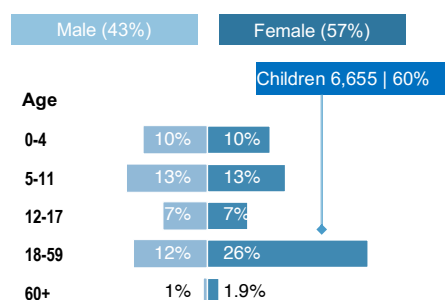 Male (43%) Female (57%)
Children 6,655 | 60%
Age
0-4 10% 10%
5-11 13% 13%
12-17 7% 7%
18-59 12% 26%
60+ 1% 1.9%